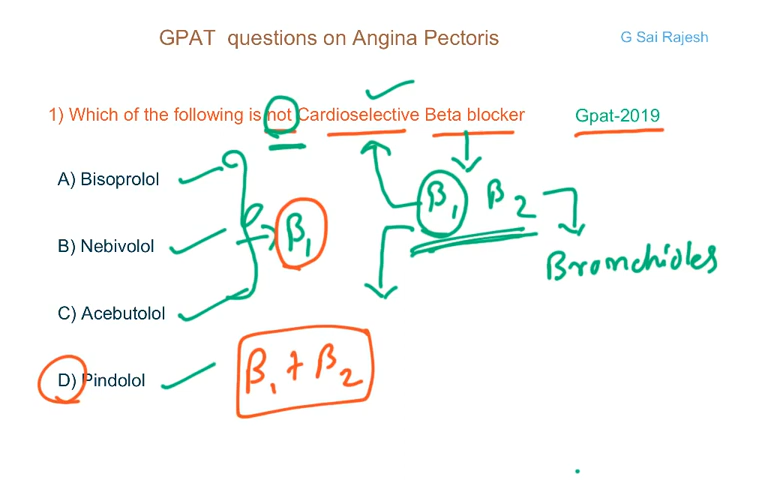 GPAT questions on Angina Pectoris
G Sai Rajesh
1) Which of the following is not Cardioselective Beta blocker
Gpat-2019
A) Bisoprolol
B) Nebivolol
C) Acebutolol
D) Pindolol
β1
β1 β2
Bronchioles
β1 + β2